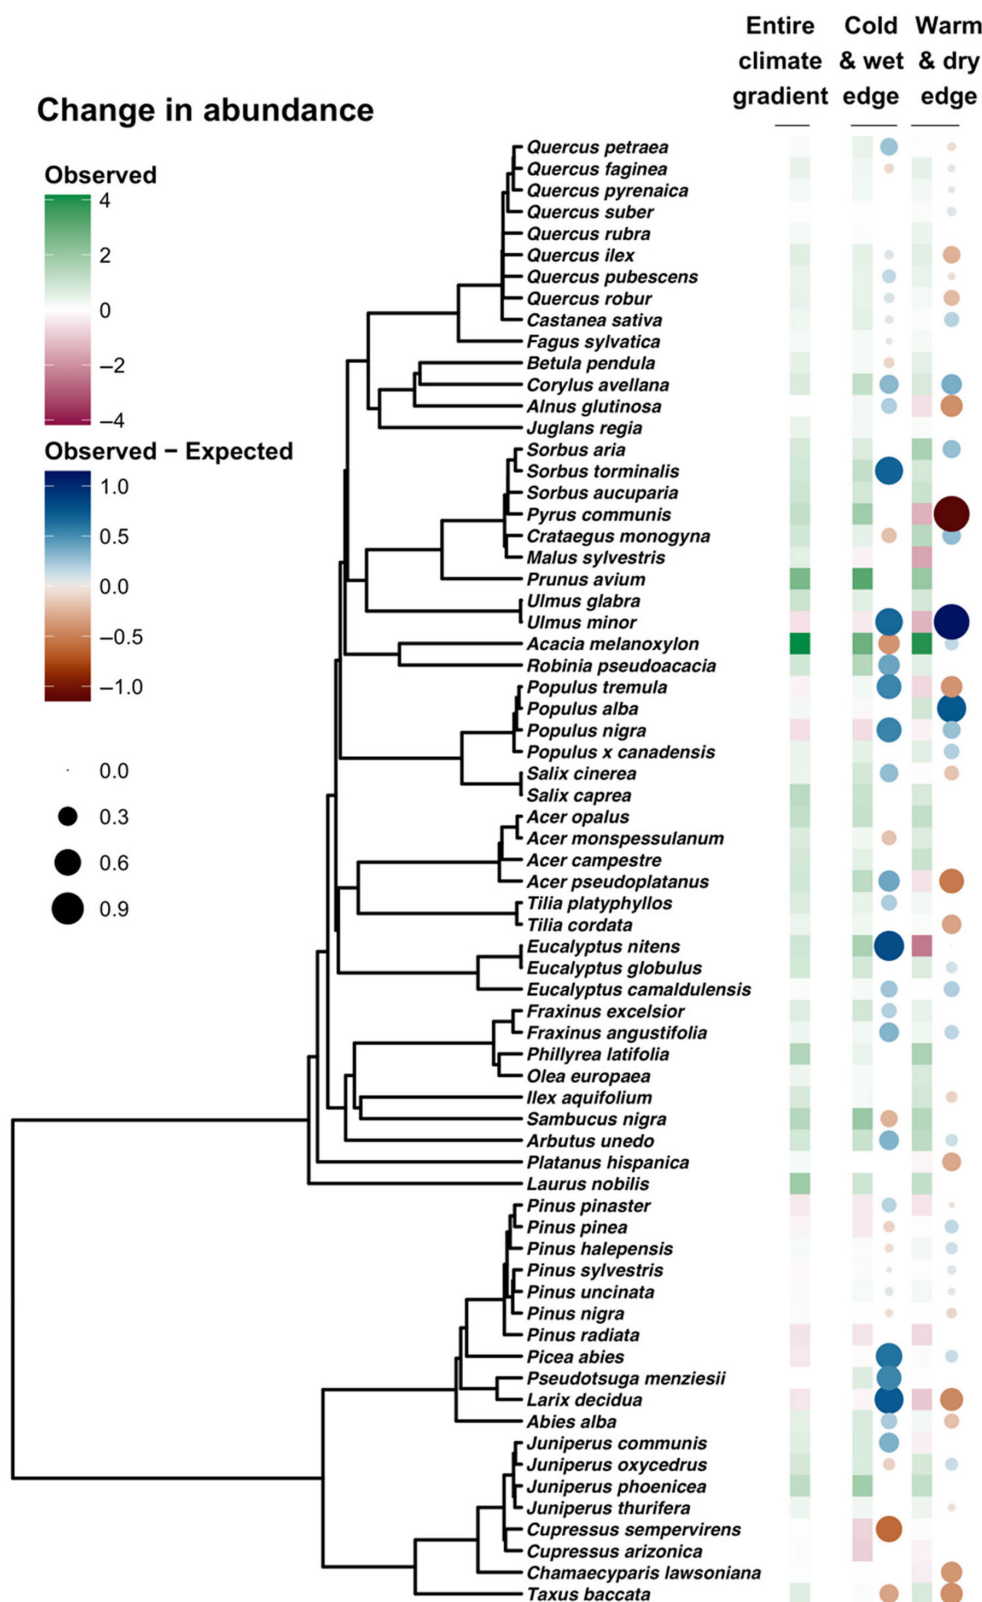 Entire Cold Warm
climate & wet & dry
gradient edge edge
Change in abundance
Observed
4
2
0
−2
−4
Observed − Expected
1.0
0.5
0.0
−0.5
−1.0
0.0
0.3
0.6
0.9
Quercus petraea
Quercus faginea
Quercus pyrenaica
Quercus suber
Quercus rubra
Quercus ilex
Quercus pubescens
Quercus robur
Castanea sativa
Fagus sylvatica
Betula pendula
Corylus avellana
Alnus glutinosa
Juglans regia
Sorbus aria
Sorbus torminalis
Sorbus aucuparia
Pyrus communis
Crataegus monogyna
Malus sylvestris
Prunus avium
Ulmus glabra
Ulmus minor
Acacia melanoxylon
Robinia pseudoacacia
Populus tremula
Populus alba
Populus nigra
Populus x canadensis
Salix cinerea
Salix caprea
Acer opalus
Acer monspessulanum
Acer campestre
Acer pseudoplatanus
Tilia platyphyllos
Tilia cordata
Eucalyptus nitens
Eucalyptus globulus
Eucalyptus camaldulensis
Fraxinus excelsior
Fraxinus angustifolia
Phillyrea latifolia
Olea europaea
Ilex aquifolium
Sambucus nigra
Arbutus unedo
Platanus hispanica
Laurus nobilis
Pinus pinaster
Pinus pinea
Pinus halepensis
Pinus sylvestris
Pinus uncinata
Pinus nigra
Pinus radiata
Picea abies
Pseudotsuga menziesii
Larix decidua
Abies alba
Juniperus communis
Juniperus oxycedrus
Juniperus phoenicea
Juniperus thurifera
Cupressus sempervirens
Cupressus arizonica
Chamaecyparis lawsoniana
Taxus baccata